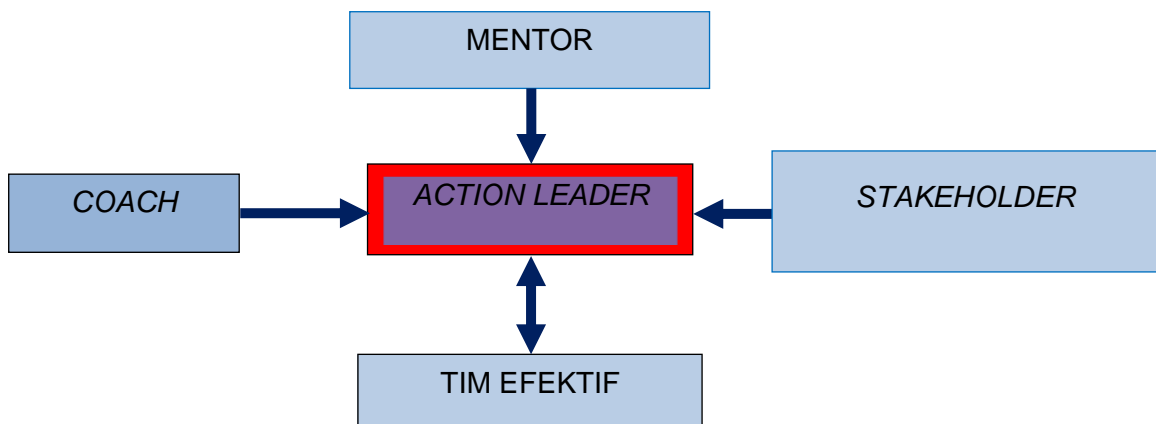 MENTOR
COACH
ACTION LEADER
STAKEHOLDER
TIM EFEKTIF